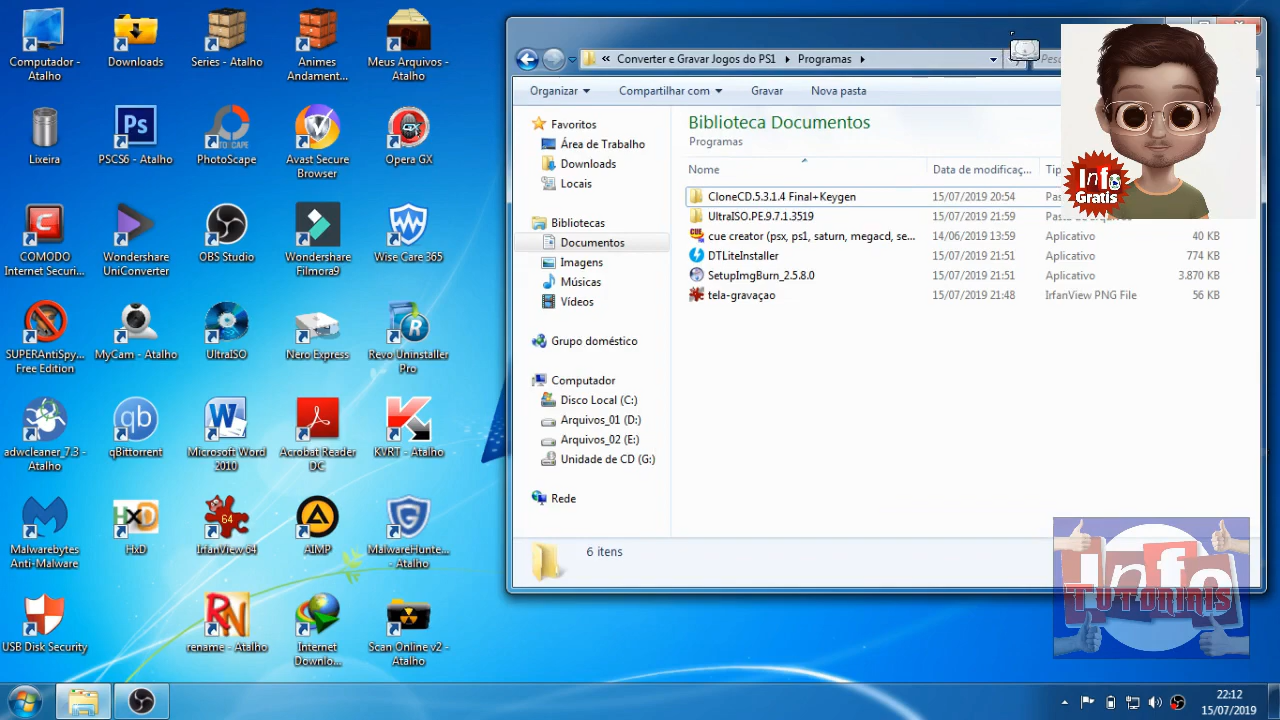 Computador -
Atalho
Downloads
Series - Atalho
Animes
Andament...
Meus Arquivos -
Atalho
Lixeira
Ps
PSCS6 - Atalho
PhotoScape
Avast Secure
Browser
Opera GX
COMODO
Internet Securi...
Wondershare
UniConverter
OBS Studio
Wondershare
Filmora9
Wise Care 365
SUPERAntiSpy...
Free Edition
MyCam - Atalho
UltraISO
Nero Express
Revo Uninstaller
Pro
adwcleaner_7.3 -
Atalho
qb
qBittorrent
Microsoft Word
2010
Acrobat Reader
DC
KVRT - Atalho
Malwarebytes
Anti-Malware
HxD
HxD
64
IrfanView 64
AIMP
MalwareHunte...
- Atalho
USB Disk Security
RN
rename - Atalho
Internet
Downlo...
Scan Online v2 -
Atalho
« Converter e Gravar Jogos do PS1 Programas
Organizar Compartilhar com Gravar Nova pasta
Favoritos
Área de Trabalho
Downloads
Locais
Bibliotecas
Documentos
Imagens
Músicas
Vídeos
Grupo doméstico
Computador
Disco Local (C:)
Arquivos_01 (D:)
Arquivos_02 (E:)
Unidade de CD (G:)
Rede
Biblioteca Documentos
Programas
Nome Data de modificaç...
CloneCD.5.3.1.4 Final+Keygen 15/07/2019 20:54
UltraISO.PE.9.7.1.3519 15/07/2019 21:59
cue creator (psx, ps1, saturn, megacd, se... 14/06/2019 13:59 Aplicativo 40 KB
DTLiteInstaller 15/07/2019 21:51 Aplicativo 774 KB
SetupImgBurn_2.5.8.0 15/07/2019 21:51 Aplicativo 3.870 KB
tela-gravaçao 15/07/2019 21:48 IrfanView PNG File 56 KB
6 itens
Info
Gratis
Info
TUTORIAIS
22:12
15/07/2019